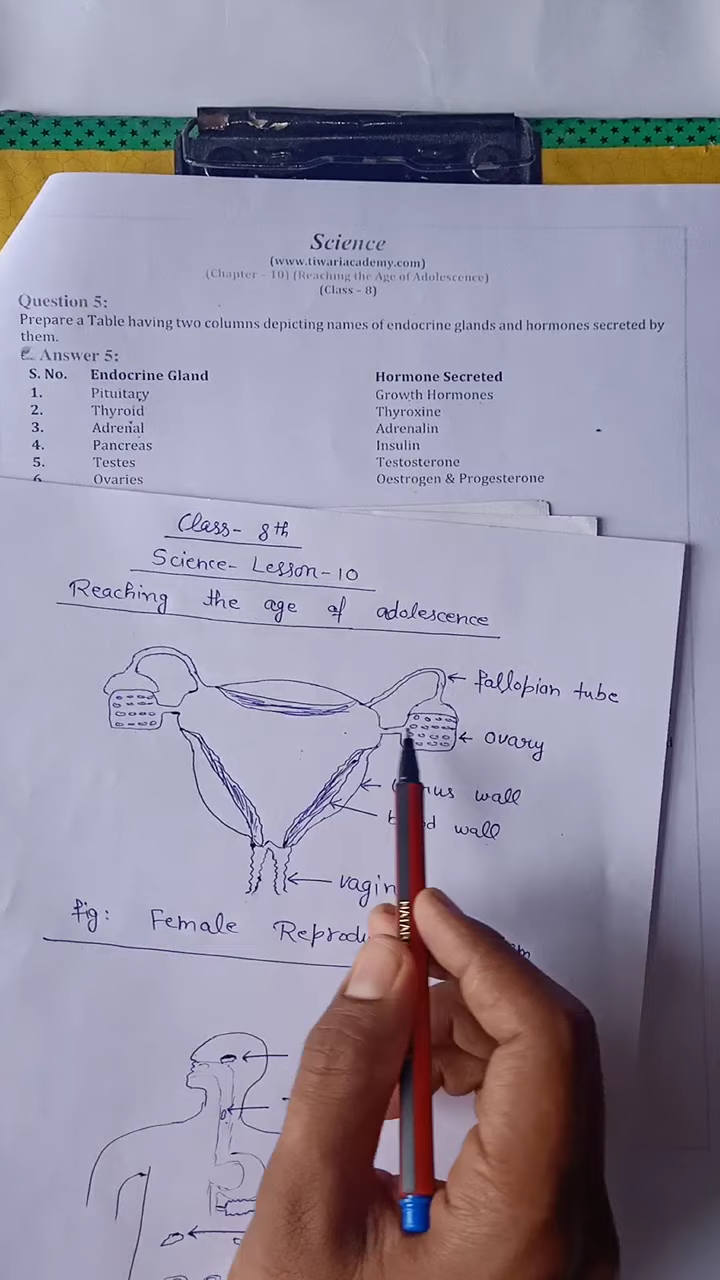 Science
(www.tiwariacademy.com)
(Chapter – 10) (Reaching the Age of Adolescence)
(Class – 8)
Question 5:
Prepare a Table having two columns depicting names of endocrine glands and hormones secreted by
them.
Answer 5:
S. No. Endocrine Gland Hormone Secreted
1. Pituitary Growth Hormones
2. Thyroid Thyroxine
3. Adrenal Adrenalin
4. Pancreas Insulin
5. Testes Testosterone
6. Ovaries Oestrogen & Progesterone
Class- 8th
Science- Lesson-10
Reaching the age of adolescence
fallopian tube
ovary
wall
wall
fig: Female